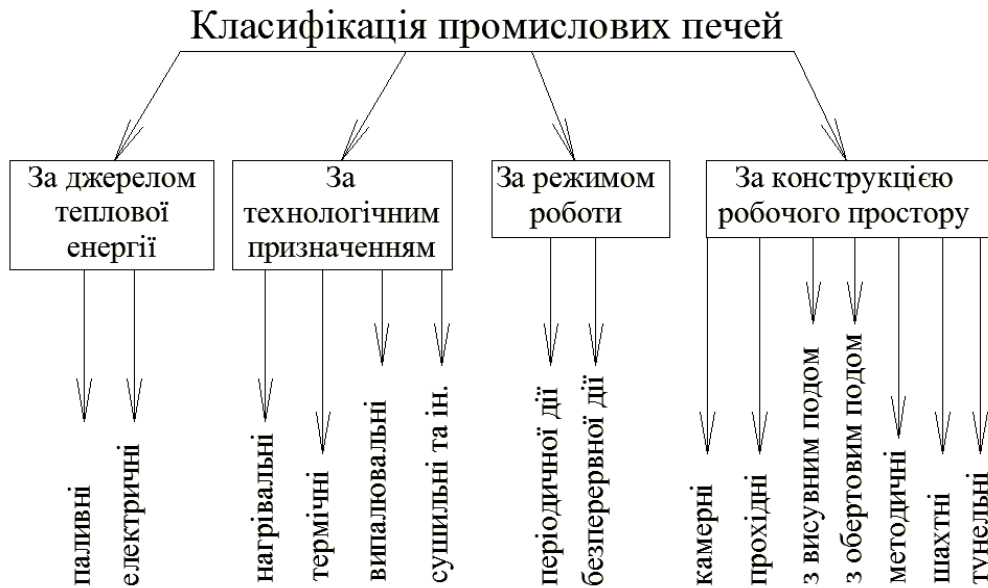 Класифікація промислових печей
За джерелом
теплової
енергії
За
технологічним
призначенням
За режимом
роботи
За конструкцією
робочого простору
паливні
електричні
нагрівальні
термічні
випалювальні
сушильні та ін.
періодичної дії
безперервної дії
камерні
прохідні
з висувним подом
з обертовим подом
методичні
шахтні
тунельні